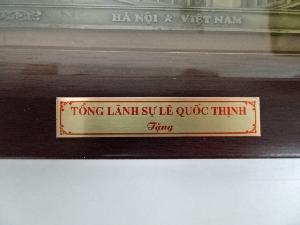 HÀ NỘI ★ VIỆT NAM
TỔNG LÃNH SỰ LÊ QUỐC THỊNH
Tặng